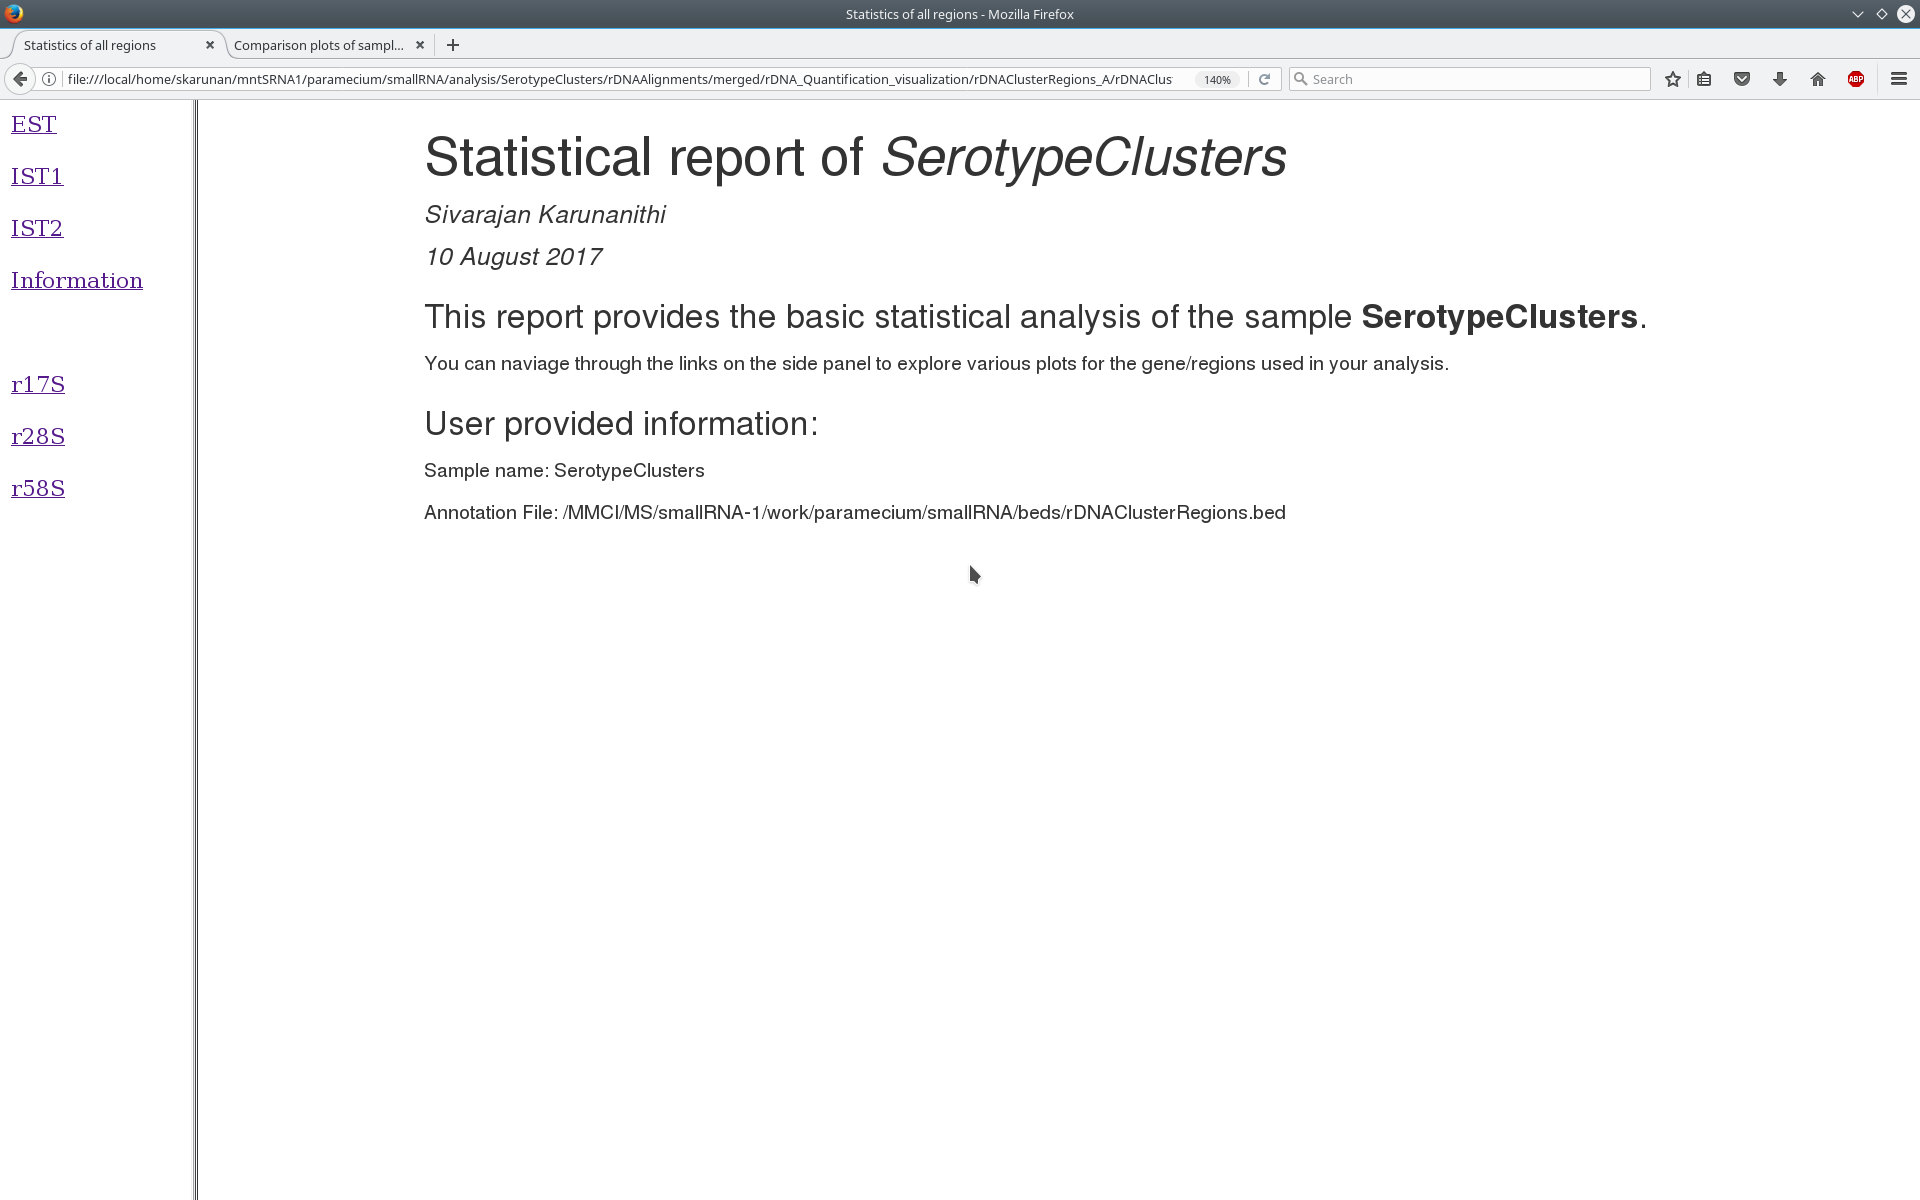 Statistics of all regions - Mozilla Firefox
Statistics of all regions
Comparison plots of sampl...
file:///local/home/skarunan/mntSRNA1/paramecium/smallRNA/analysis/SerotypeClusters/rDNAAlignments/merged/rDNA_Quantification_visualization/rDNAClusterRegions_A/rDNAClus
140%
Search
ABP
EST
IST1
IST2
Information
r17S
r28S
r58S
Statistical report of SerotypeClusters
Sivarajan Karunanithi
10 August 2017
This report provides the basic statistical analysis of the sample SerotypeClusters.
You can naviage through the links on the side panel to explore various plots for the gene/regions used in your analysis.
User provided information:
Sample name: SerotypeClusters
Annotation File: /MMCI/MS/smallRNA-1/work/paramecium/smallRNA/beds/rDNAClusterRegions.bed